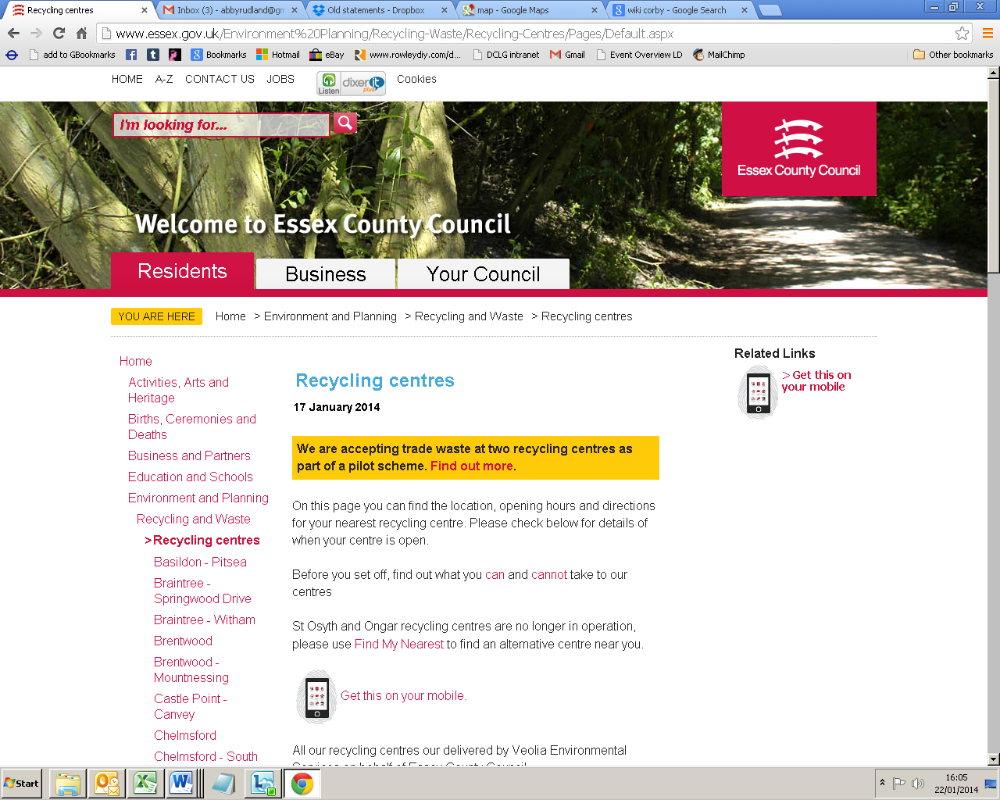 Recycling centres
Inbox (3) - abbyrudland@gm
Old statements - Dropbox
map - Google Maps
wiki corby - Google Search
www.essex.gov.uk/Environment%20Planning/Recycling-Waste/Recycling-Centres/Pages/Default.aspx
add to GBookmarks
Bookmarks
Hotmail
eBay
www.rowleydiy.com/d...
DCLG intranet
Gmail
Event Overview LD
MailChimp
Other bookmarks
HOME A-Z CONTACT US JOBS
Listen dixerit plus
Cookies
I'm looking for...
Essex County Council
Welcome to Essex County Council
Residents
Business
Your Council
YOU ARE HERE
Home > Environment and Planning > Recycling and Waste > Recycling centres
Home
Activities, Arts and
Heritage
Births, Ceremonies and
Deaths
Business and Partners
Education and Schools
Environment and Planning
Recycling and Waste
>Recycling centres
Basildon - Pitsea
Braintree -
Springwood Drive
Braintree - Witham
Brentwood
Brentwood -
Mountnessing
Castle Point -
Canvey
Chelmsford
Chelmsford - South
Recycling centres
17 January 2014
We are accepting trade waste at two recycling centres as
part of a pilot scheme. Find out more.
On this page you can find the location, opening hours and directions
for your nearest recycling centre. Please check below for details of
when your centre is open.
Before you set off, find out what you can and cannot take to our
centres
St Osyth and Ongar recycling centres are no longer in operation,
please use Find My Nearest to find an alternative centre near you.
Get this on your mobile.
All our recycling centres our delivered by Veolia Environmental
Services on behalf of Essex County Council
Related Links
> Get this on
your mobile
Start
16:05
22/01/2014